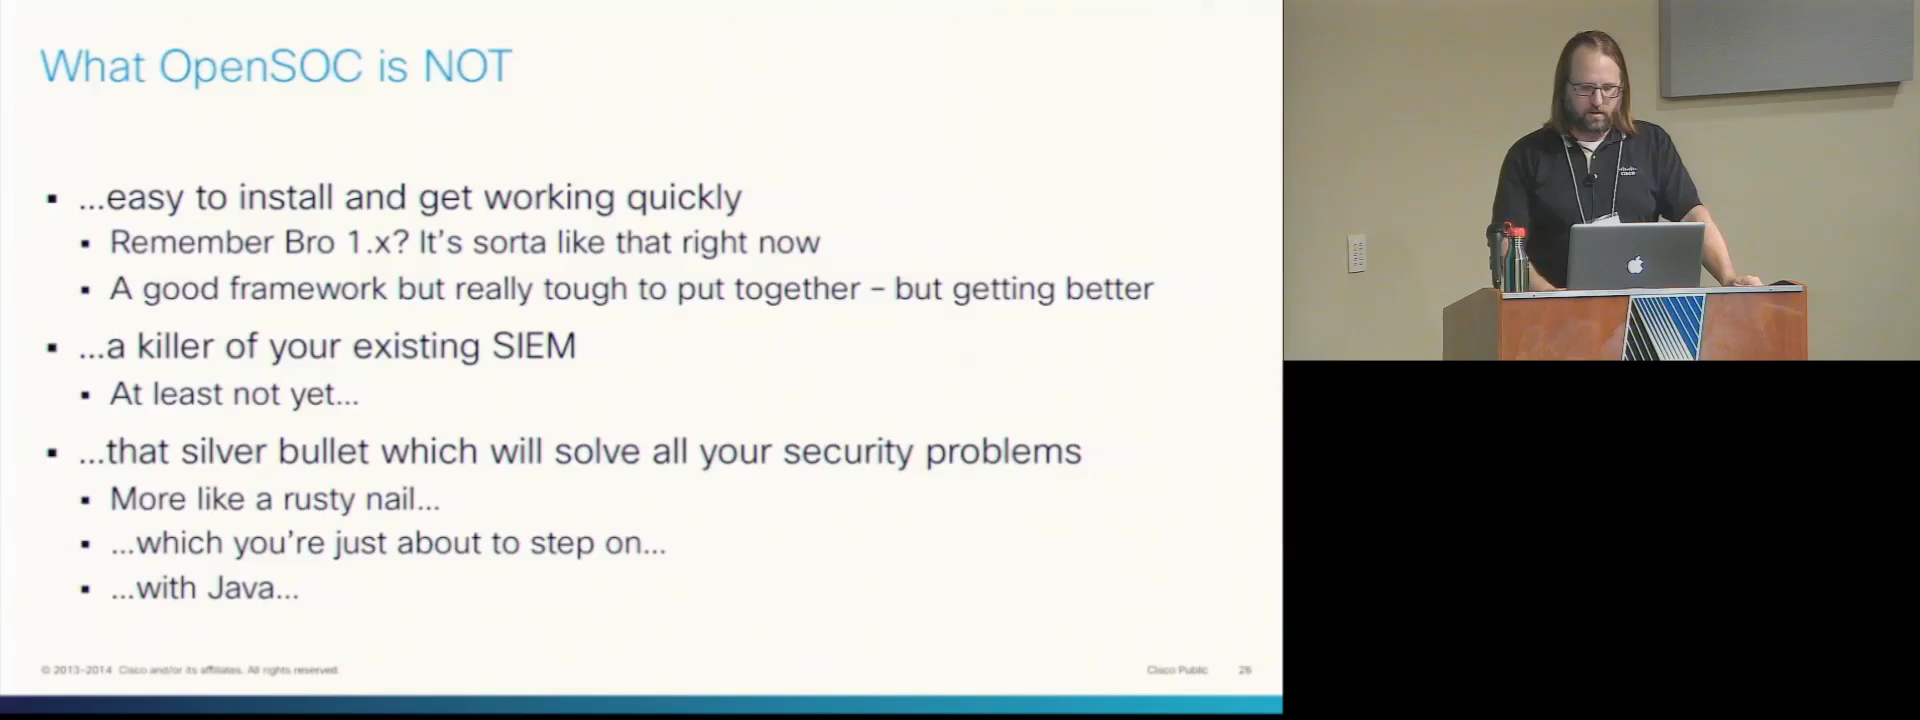 What OpenSOC is NOT
...easy to install and get working quickly
Remember Bro 1.x? It's sorta like that right now
A good framework but really tough to put together – but getting better
...a killer of your existing SIEM
At least not yet...
...that silver bullet which will solve all your security problems
More like a rusty nail...
...which you're just about to step on...
...with Java...
© 2013-2014 Cisco and/or its affiliates. All rights reserved.
Cisco Public 26
CISCO